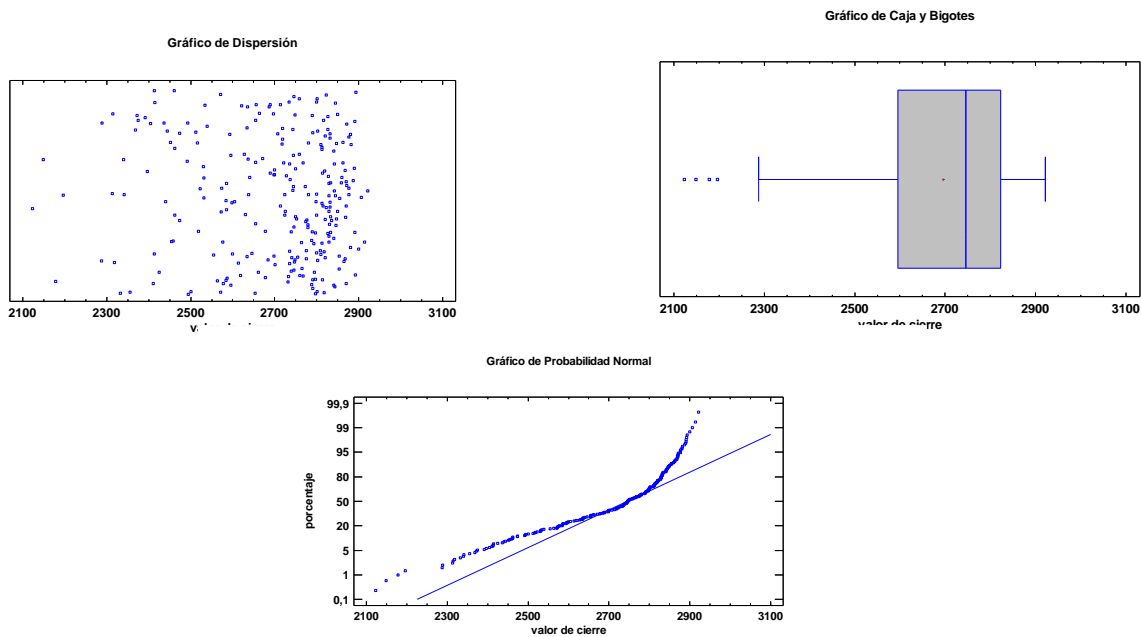 Gráfico de Dispersión
2100 2300 2500 2700 2900 3100
Gráfico de Caja y Bigotes
2100 2300 2500 2700 2900 3100
valor de cierre
Gráfico de Probabilidad Normal
99,9
99
95
80
50
20
5
1
0,1
porcentaje
2100 2300 2500 2700 2900 3100
valor de cierre